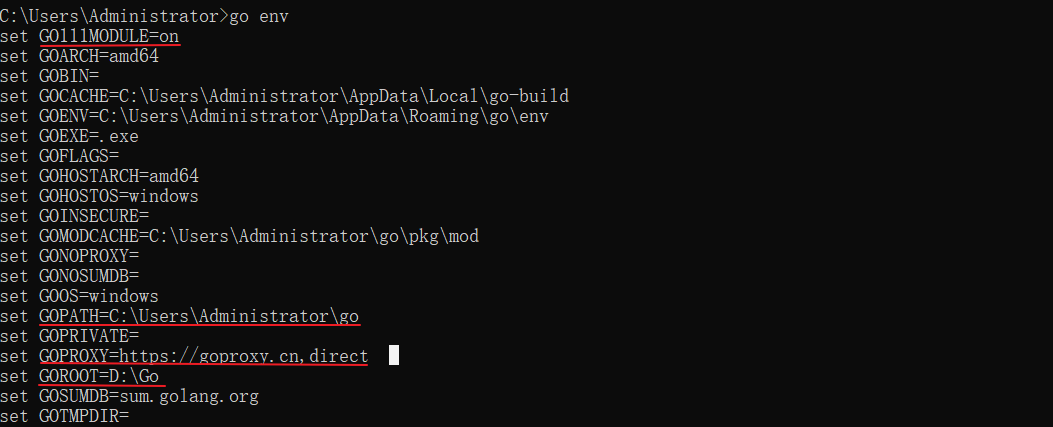 C:\Users\Administrator>go env
set GO111MODULE=on
set GOARCH=amd64
set GOBIN=
set GOCACHE=C:\Users\Administrator\AppData\Local\go-build
set GOENV=C:\Users\Administrator\AppData\Roaming\go\env
set GOEXE=.exe
set GOFLAGS=
set GOHOSTARCH=amd64
set GOHOSTOS=windows
set GOINSECURE=
set GOMODCACHE=C:\Users\Administrator\go\pkg\mod
set GONOPROXY=
set GONOSUMDB=
set GOOS=windows
set GOPATH=C:\Users\Administrator\go
set GOPRIVATE=
set GOPROXY=https://goproxy.cn,direct
set GOROOT=D:\Go
set GOSUMDB=sum.golang.org
set GOTMPDIR=